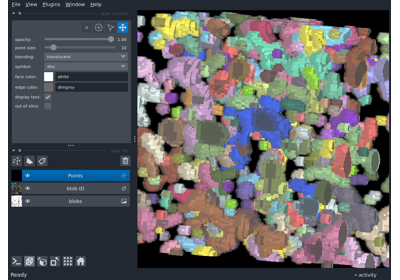 File View Plugins Window Help
opacity: 1.00
point size: 10
blending: translucent
symbol: disc
face color: white
edge color: dimgrey
display text:
out of slice:
Points
blob ID
blobs
Ready
activity